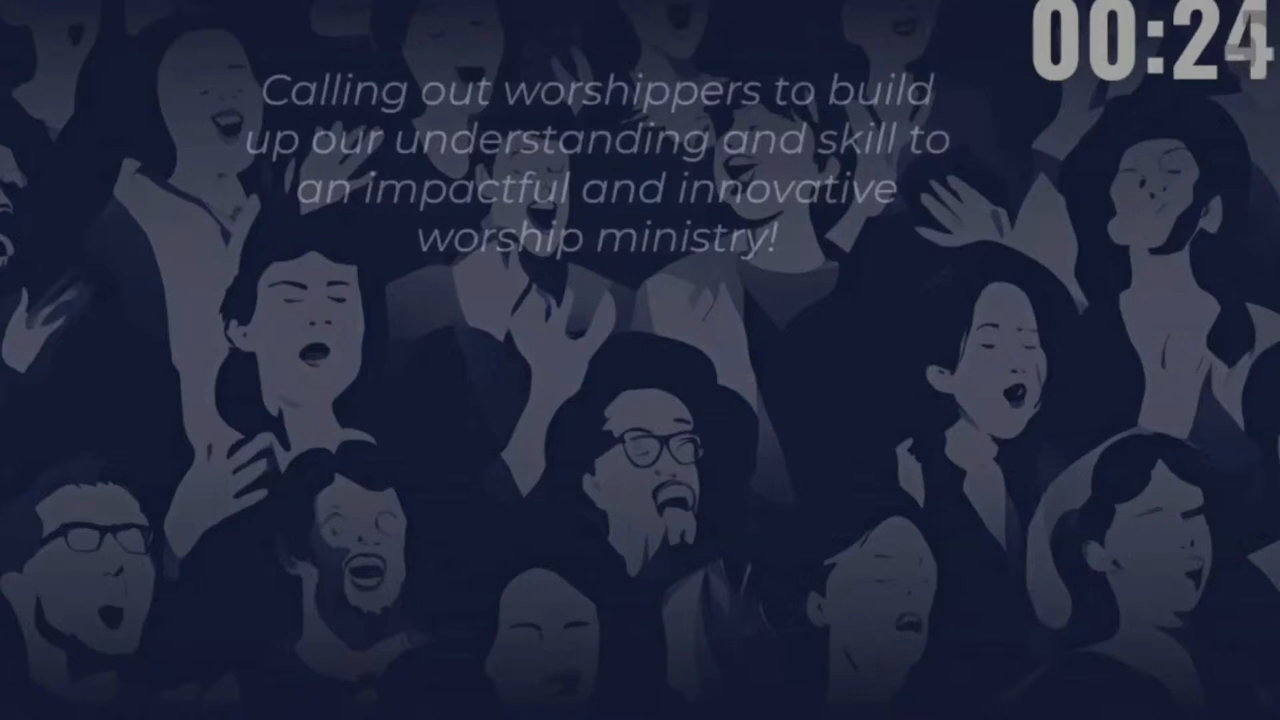 00:24
Calling out worshippers to build
up our understanding and skill to
an impactful and innovative
worship ministry!